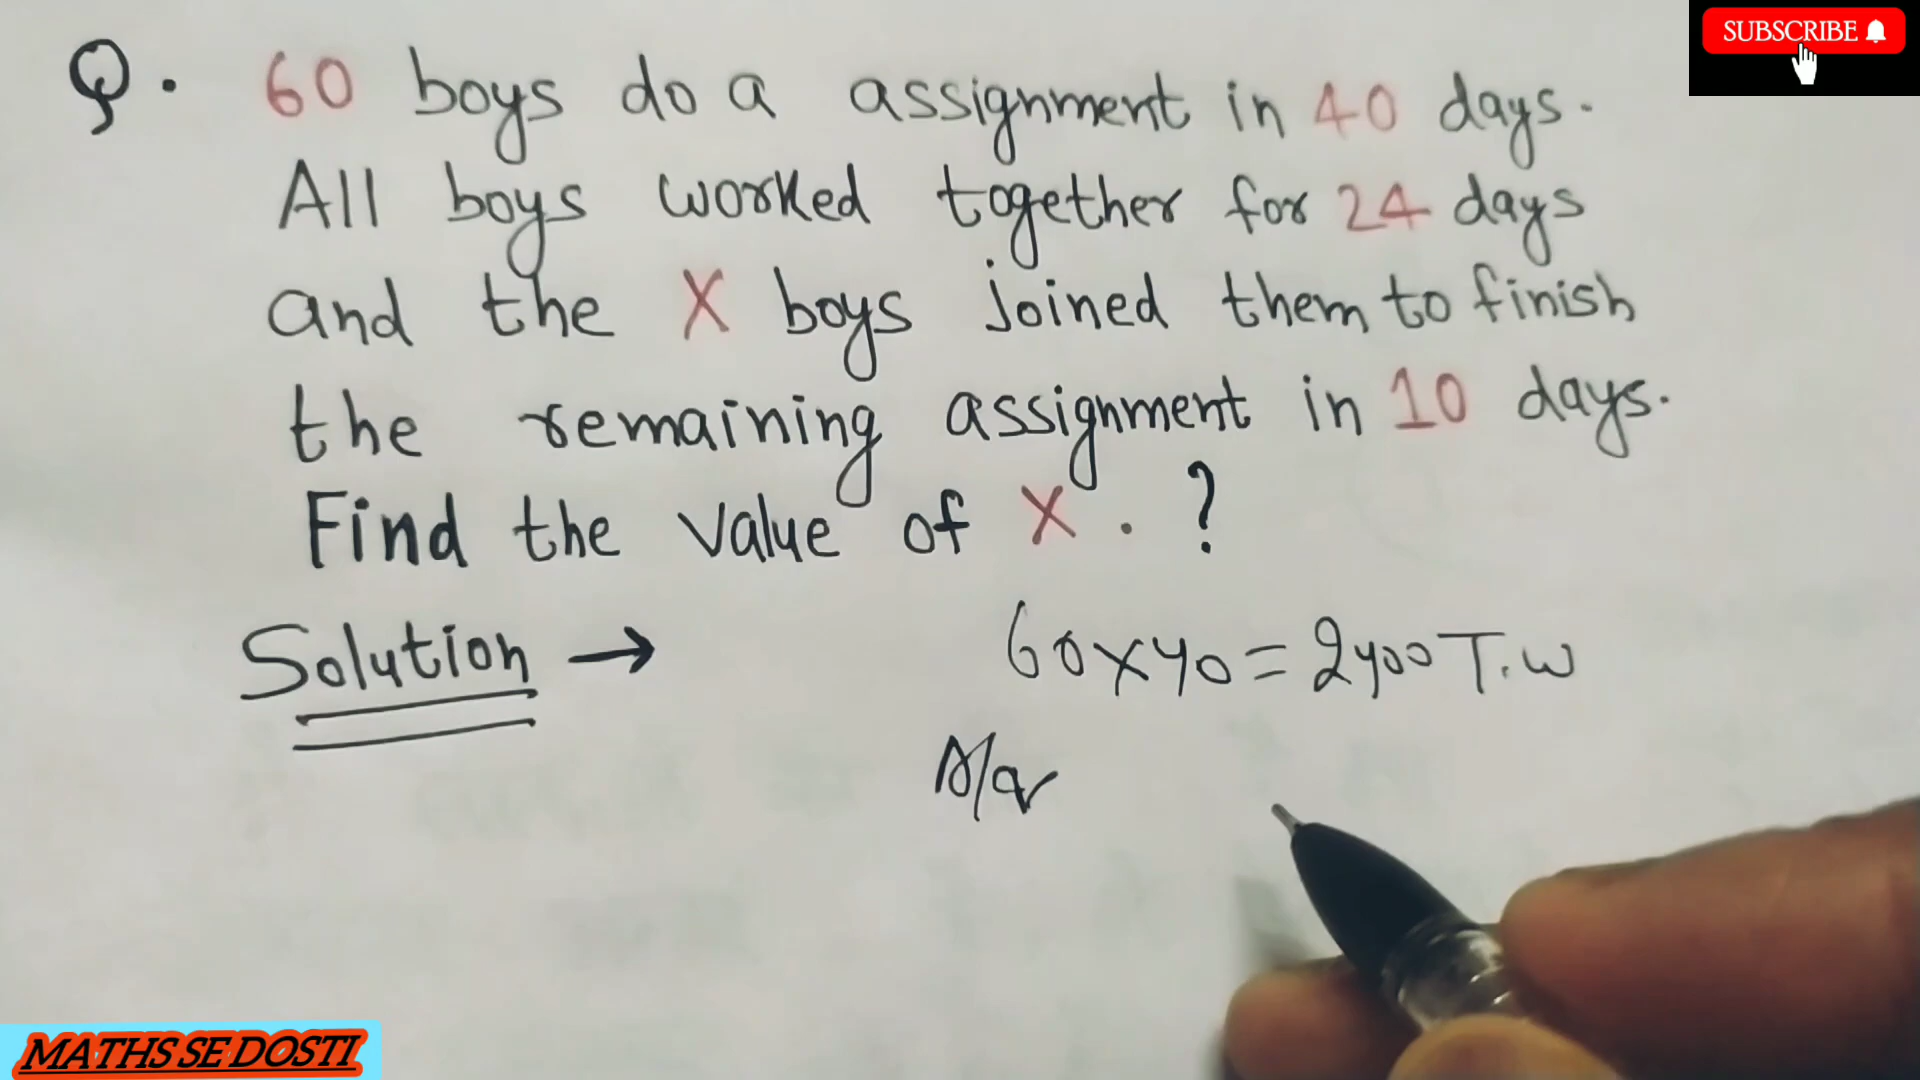 SUBSCRIBE
Q. 60 boys do a assignment in 40 days.
All boys worked together for 24 days
and the X boys joined them to finish
the remaining assignment in 10 days.
Find the value of X. ?
Solution →
60×40=2400 T.W
A/q
MATHS SE DOSTI